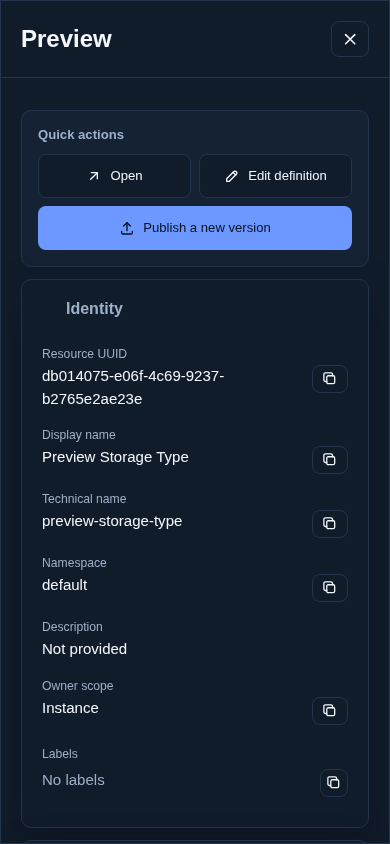 Preview
Quick actions
Open
Edit definition
Publish a new version
Identity
Resource UUID
db014075-e06f-4c69-9237-
b2765e2ae23e
Display name
Preview Storage Type
Technical name
preview-storage-type
Namespace
default
Description
Not provided
Owner scope
Instance
Labels
No labels